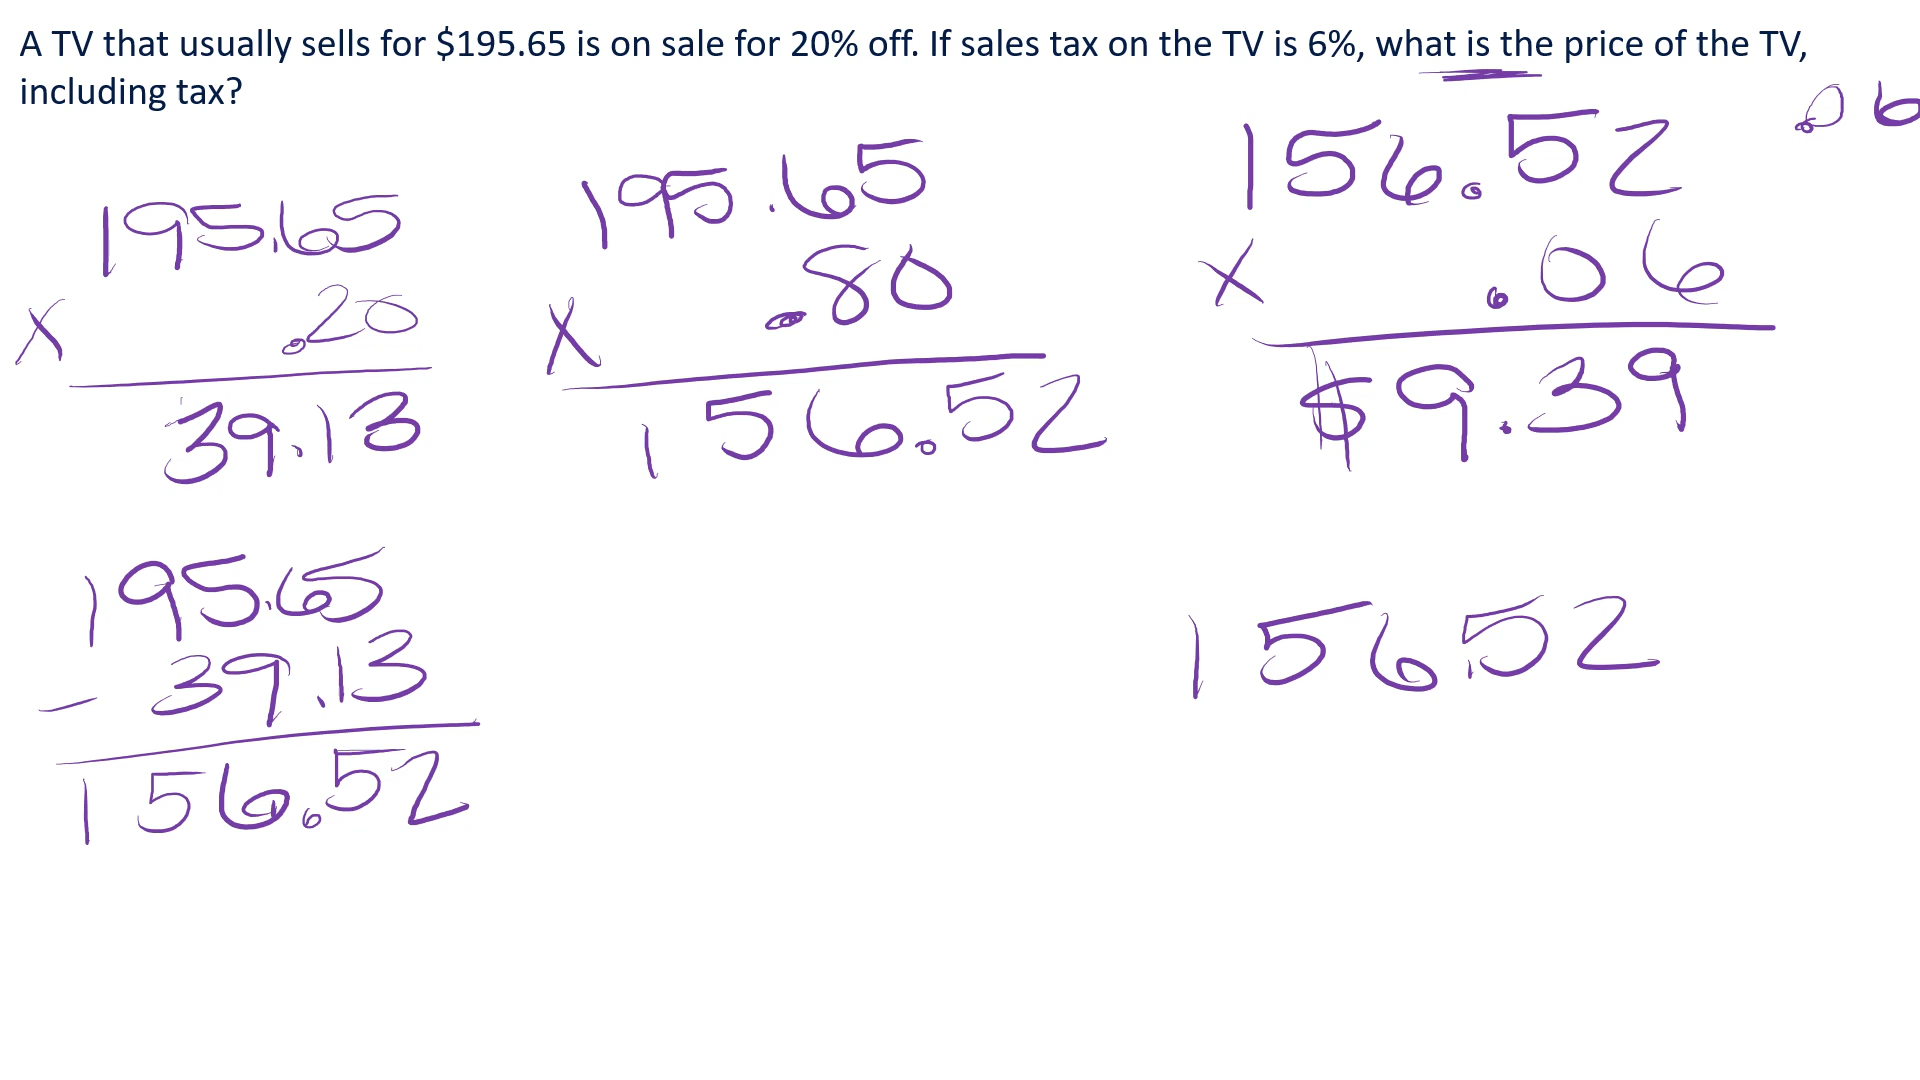 A TV that usually sells for $195.65 is on sale for 20% off. If sales tax on the TV is 6%, what is the price of the TV,
including tax?
.06
195.65
x .20
39.13
195.65
x .80
156.52
156.52
x .06
$9.39
195.65
- 39.13
156.52
156.52